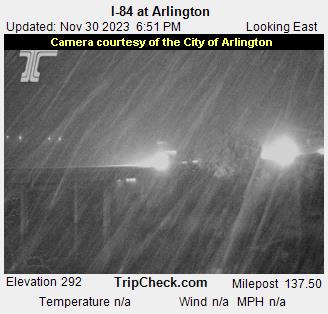 I-84 at Arlington
Updated: Nov 30 2023 6:51 PM Looking East
Camera courtesy of the City of Arlington
Elevation 292 TripCheck.com Milepost 137.50
Temperature n/a Wind n/a MPH n/a